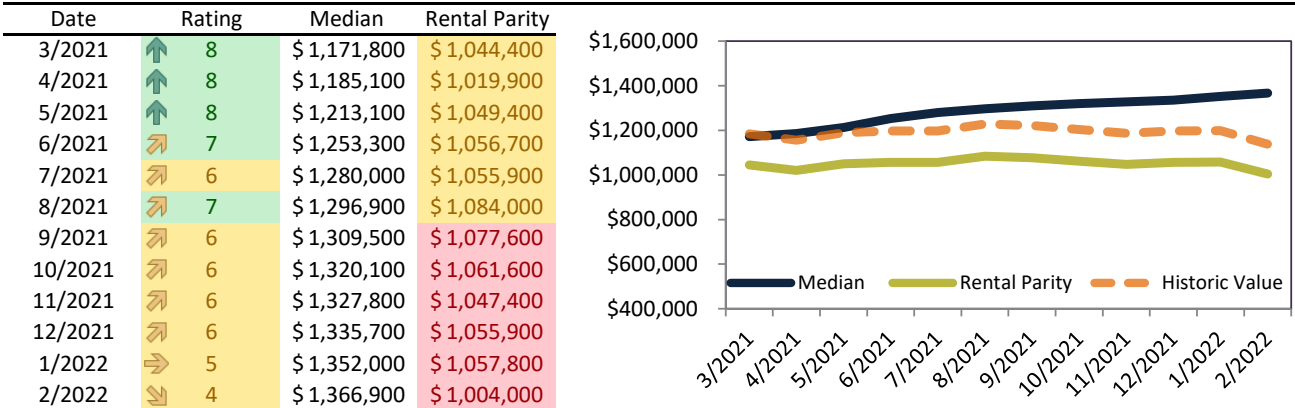 Date Rating Median Rental Parity
3/2021 8 $ 1,171,800 $ 1,044,400
4/2021 8 $ 1,185,100 $ 1,019,900
5/2021 8 $ 1,213,100 $ 1,049,400
6/2021 7 $ 1,253,300 $ 1,056,700
7/2021 6 $ 1,280,000 $ 1,055,900
8/2021 7 $ 1,296,900 $ 1,084,000
9/2021 6 $ 1,309,500 $ 1,077,600
10/2021 6 $ 1,320,100 $ 1,061,600
11/2021 6 $ 1,327,800 $ 1,047,400
12/2021 6 $ 1,335,700 $ 1,055,900
1/2022 5 $ 1,352,000 $ 1,057,800
2/2022 4 $ 1,366,900 $ 1,004,000
$1,600,000
$1,400,000
$1,200,000
$1,000,000
$800,000
$600,000
$400,000
Median Rental Parity Historic Value
3/2021 4/2021 5/2021 6/2021 7/2021 8/2021 9/2021 10/2021 11/2021 12/2021 1/2022 2/2022